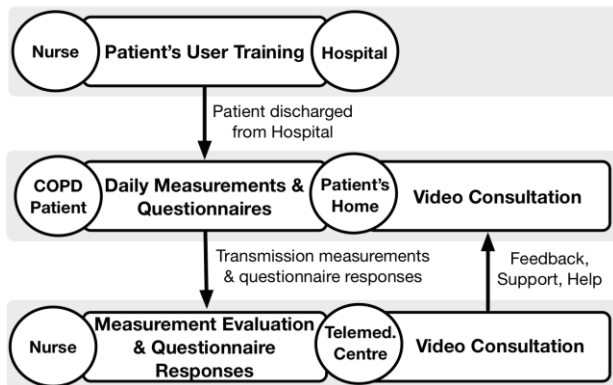 Nurse
Patient's User Training
Hospital
Patient discharged
from Hospital
COPD
Patient
Daily Measurements &
Questionnaires
Patient's
Home
Video Consultation
Transmission measurements
& questionnaire responses
Feedback,
Support, Help
Nurse
Measurement Evaluation
& Questionnaire
Responses
Telemed.
Centre
Video Consultation